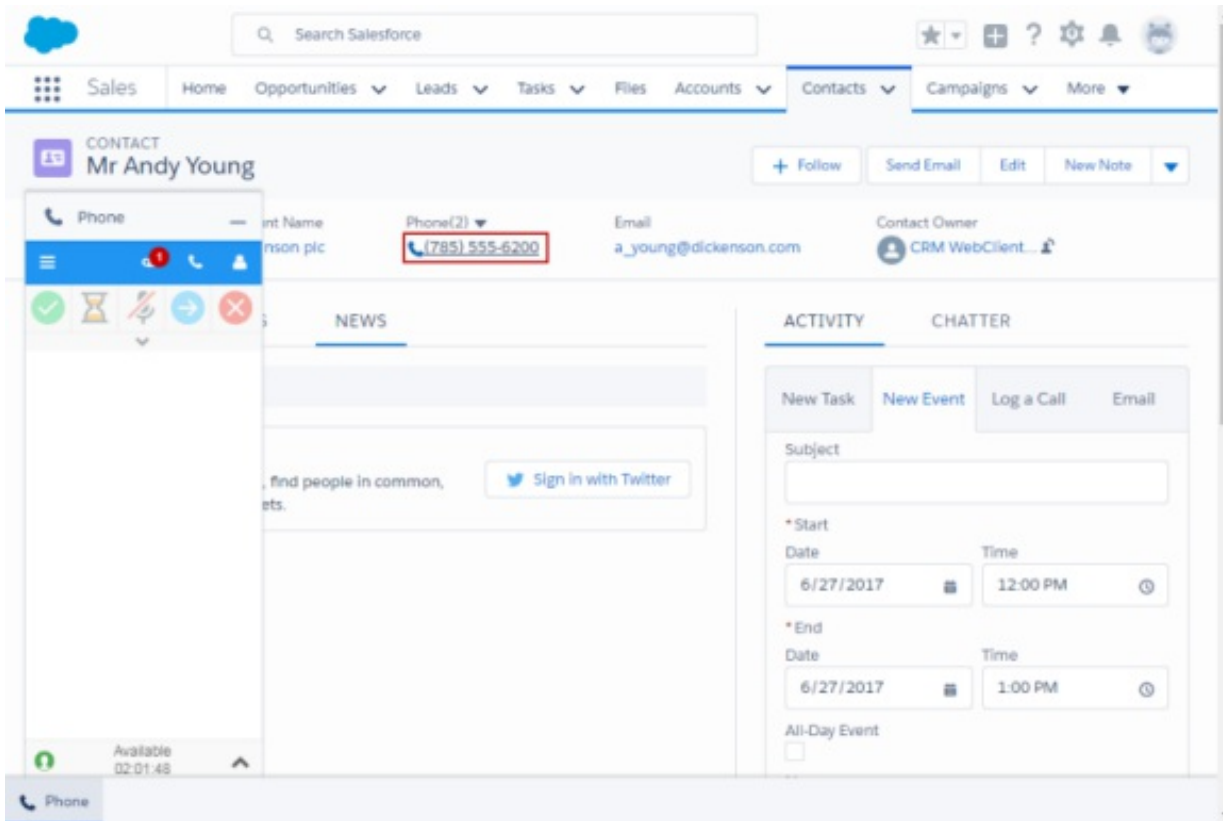 Search Salesforce
Sales Home Opportunities Leads Tasks Files Accounts Contacts Campaigns More
CONTACT
Mr Andy Young
+ Follow Send Email Edit New Note
Phone
nt Name Phone(2) Email Contact Owner
nson plc (785) 555-6200 a_young@dickenson.com CRM WebClient...
1
NEWS ACTIVITY CHATTER
New Task New Event Log a Call Email
Subject
, find people in common, Sign in with Twitter
ets.
*Start
Date Time
6/27/2017 12:00 PM
*End
Date Time
6/27/2017 1:00 PM
All-Day Event
Available
02:01:48
Phone